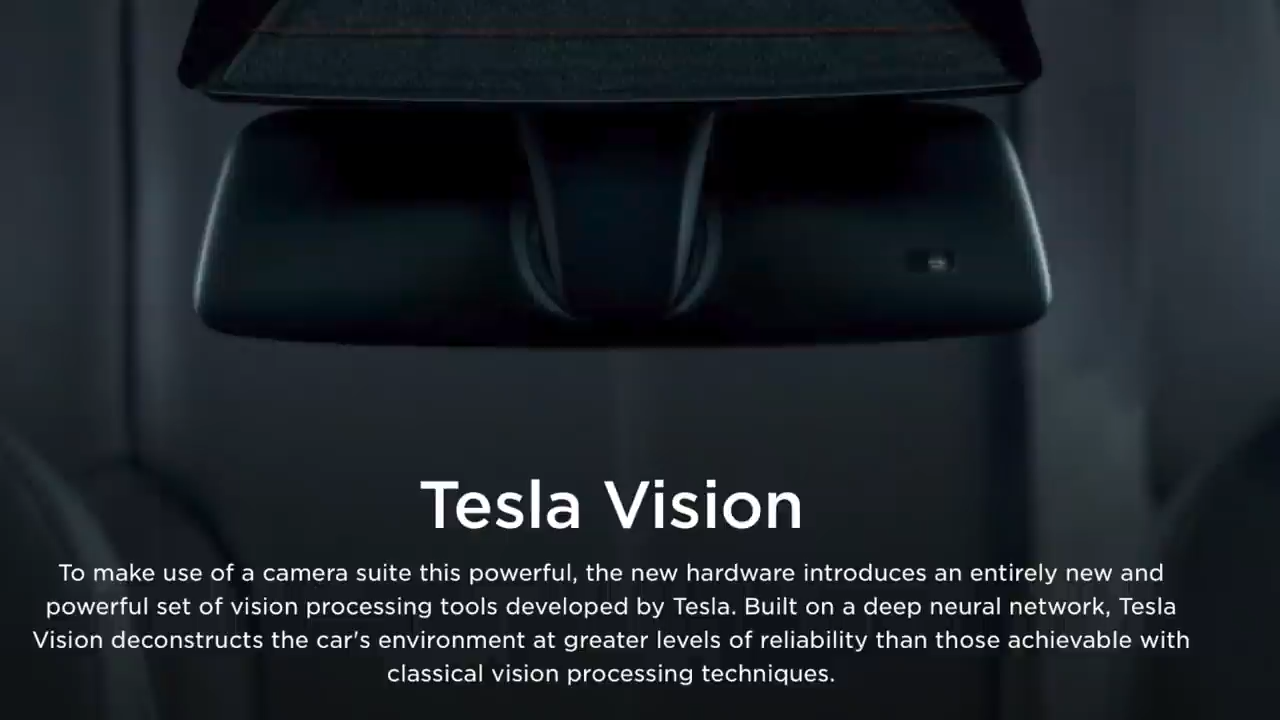 Tesla Vision
To make use of a camera suite this powerful, the new hardware introduces an entirely new and
powerful set of vision processing tools developed by Tesla. Built on a deep neural network, Tesla
Vision deconstructs the car's environment at greater levels of reliability than those achievable with
classical vision processing techniques.